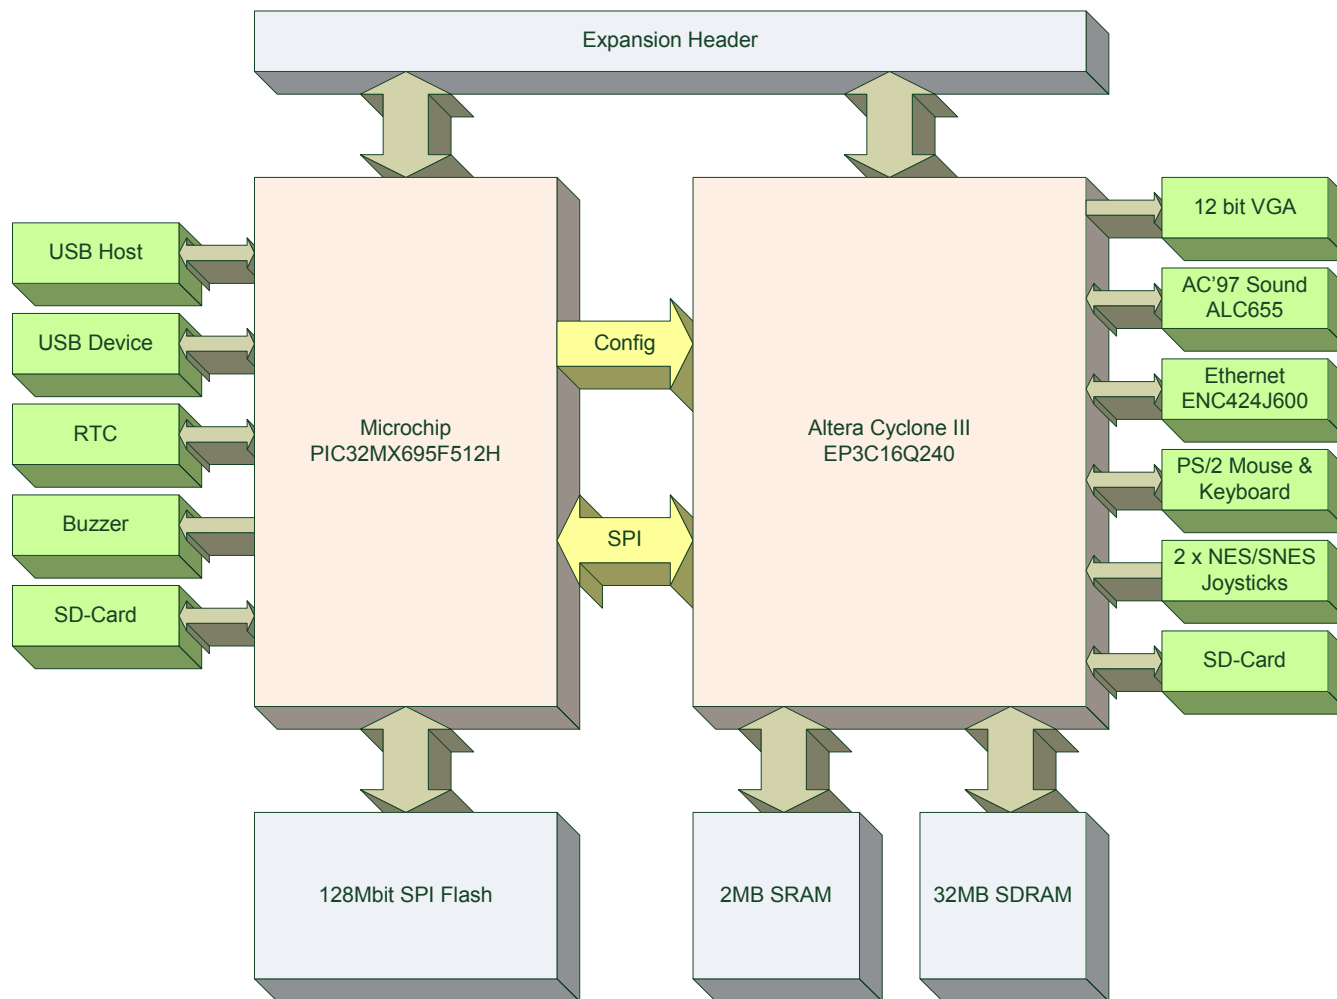 Expansion Header
USB Host
USB Device
RTC
Buzzer
SD-Card
Microchip
PIC32MX695F512H
Config
SPI
Altera Cyclone III
EP3C16Q240
12 bit VGA
AC'97 Sound
ALC655
Ethernet
ENC424J600
PS/2 Mouse &
Keyboard
2 x NES/SNES
Joysticks
SD-Card
128Mbit SPI Flash
2MB SRAM
32MB SDRAM